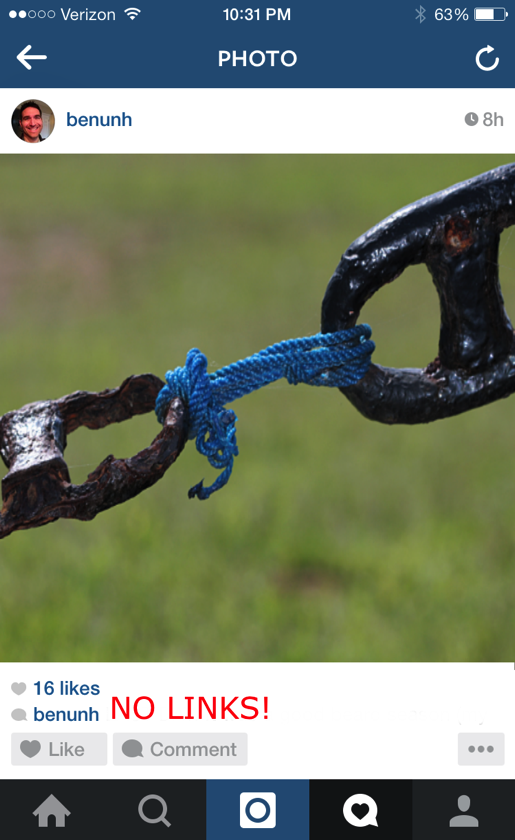 Verizon 10:31 PM 63%
PHOTO
benunh 8h
16 likes
benunh NO LINKS!
Like Comment